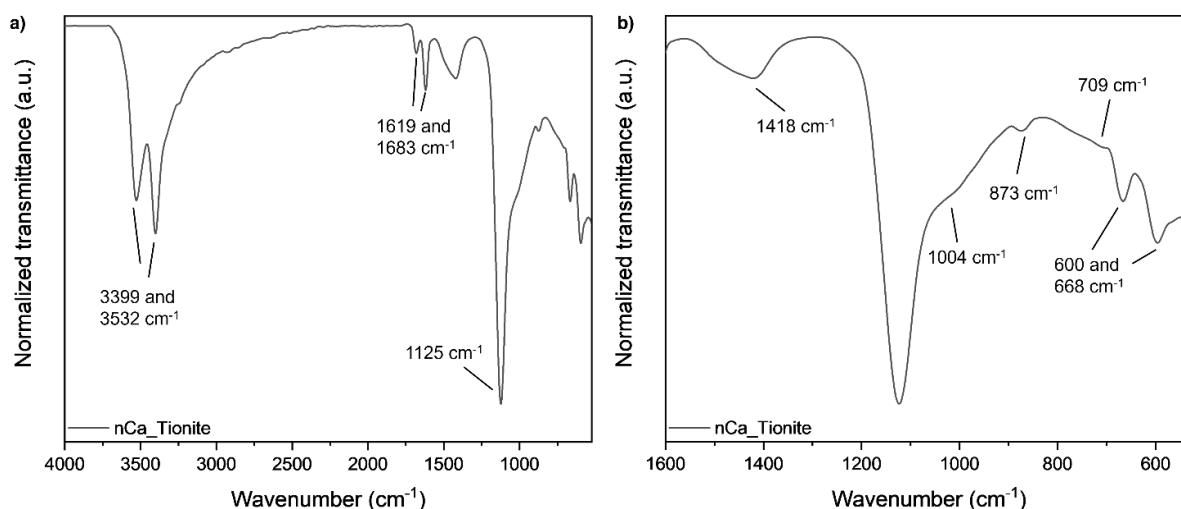 a)
Normalized transmittance (a.u.)
1619 and
1683 cm⁻¹
3399 and
3532 cm⁻¹
1125 cm⁻¹
nCa_Tionite
4000 3500 3000 2500 2000 1500 1000
Wavenumber (cm⁻¹)
b)
Normalized transmittance (a.u.)
709 cm⁻¹
1418 cm⁻¹
873 cm⁻¹
1004 cm⁻¹
600 and
668 cm⁻¹
nCa_Tionite
1600 1400 1200 1000 800 600
Wavenumber (cm⁻¹)